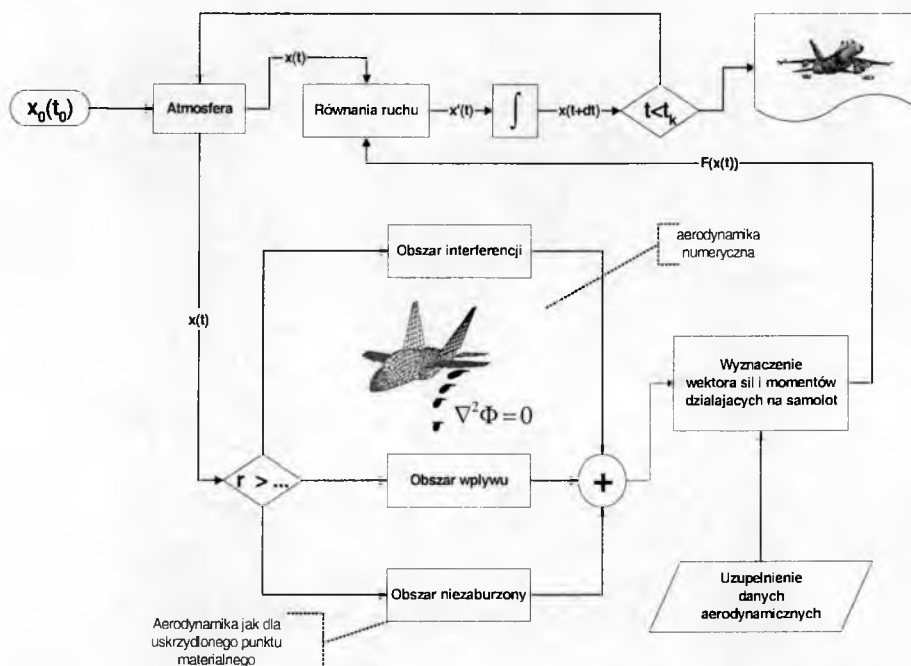 x(t)
x₀(t₀)
Atmosfera
Równania ruchu
x'(t)
∫
x(t+dt)
t<tₖ
F(x(t))
Obszar interferencji
aerodynamika
numeryczna
x(t)
∇²Φ=0
Wyznaczenie
wektora sil i momentów
dzialajacych na samolot
r > ...
Obszar wplywu
+
Obszar niezaburzony
Uzupelnienie
danych
aerodynamicznych
Aerodynamika jak dla
uskrzydlonego punktu
materialnego